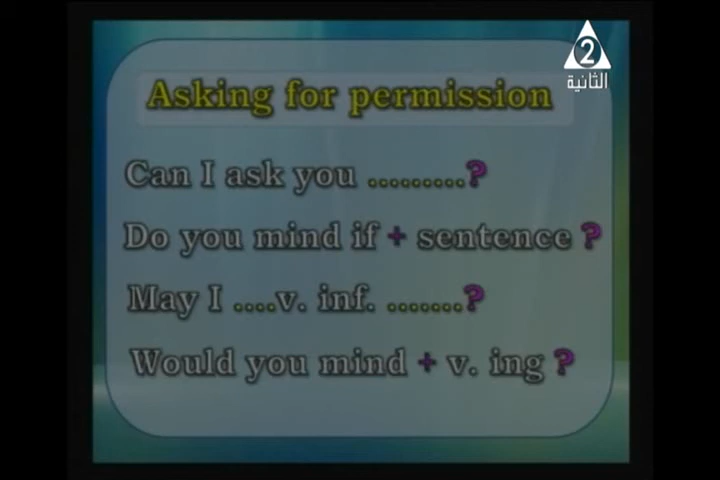 2
الثانية
Asking for permission
Can I ask you .........?
Do you mind if + sentence ?
May I ....v. inf. .......?
Would you mind + v. ing ?